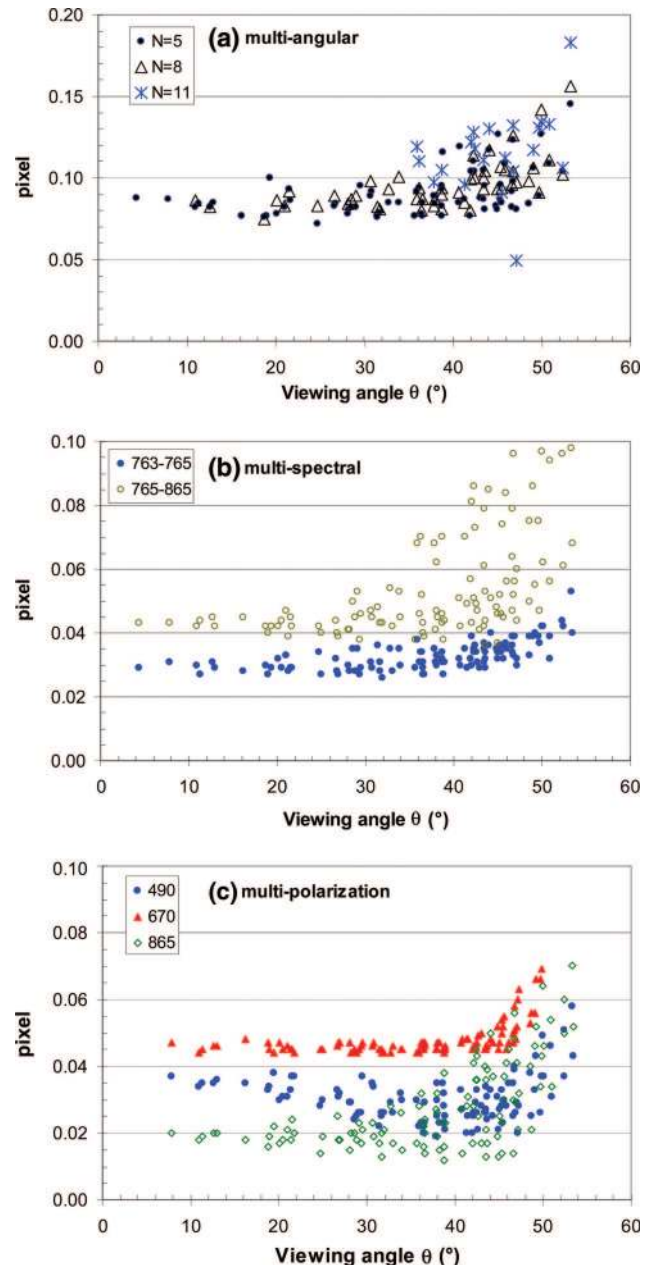 (a) multi-angular
N=5
N=8
N=11
0.20
0.15
0.10
0.05
0.00
pixel
0 10 20 30 40 50 60
Viewing angle θ (°)
(b) multi-spectral
763-765
765-865
0.10
0.08
0.06
0.04
0.02
0.00
pixel
0 10 20 30 40 50 60
Viewing angle θ (°)
(c) multi-polarization
490
670
865
0.10
0.08
0.06
0.04
0.02
0.00
pixel
0 10 20 30 40 50 60
Viewing angle θ (°)